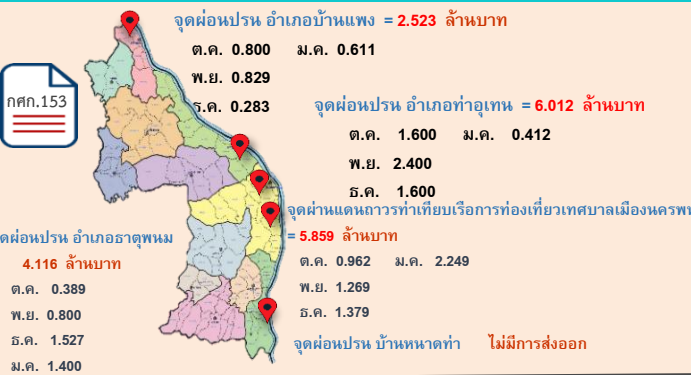 จุดผ่อนปรน อำเภอบ้านแพง = 2.523 ล้านบาท
ต.ค. 0.800 ม.ค. 0.611
พ.ย. 0.829
ธ.ค. 0.283
กศก.153
จุดผ่อนปรน อำเภอท่าอุเทน = 6.012 ล้านบาท
ต.ค. 1.600 ม.ค. 0.412
พ.ย. 2.400
ธ.ค. 1.600
จุดผ่านแดนถาวรท่าเทียบเรือการท่องเที่ยวเทศบาลเมืองนครพ
= 5.859 ล้านบาท
ต.ค. 0.962 ม.ค. 2.249
พ.ย. 1.269
ธ.ค. 1.379
ดผ่อนปรน อำเภอธาตุพนม
4.116 ล้านบาท
ต.ค. 0.389
พ.ย. 0.800
ธ.ค. 1.527
ม.ค. 1.400
จุดผ่อนปรน บ้านหนาดท่า ไม่มีการส่งออก